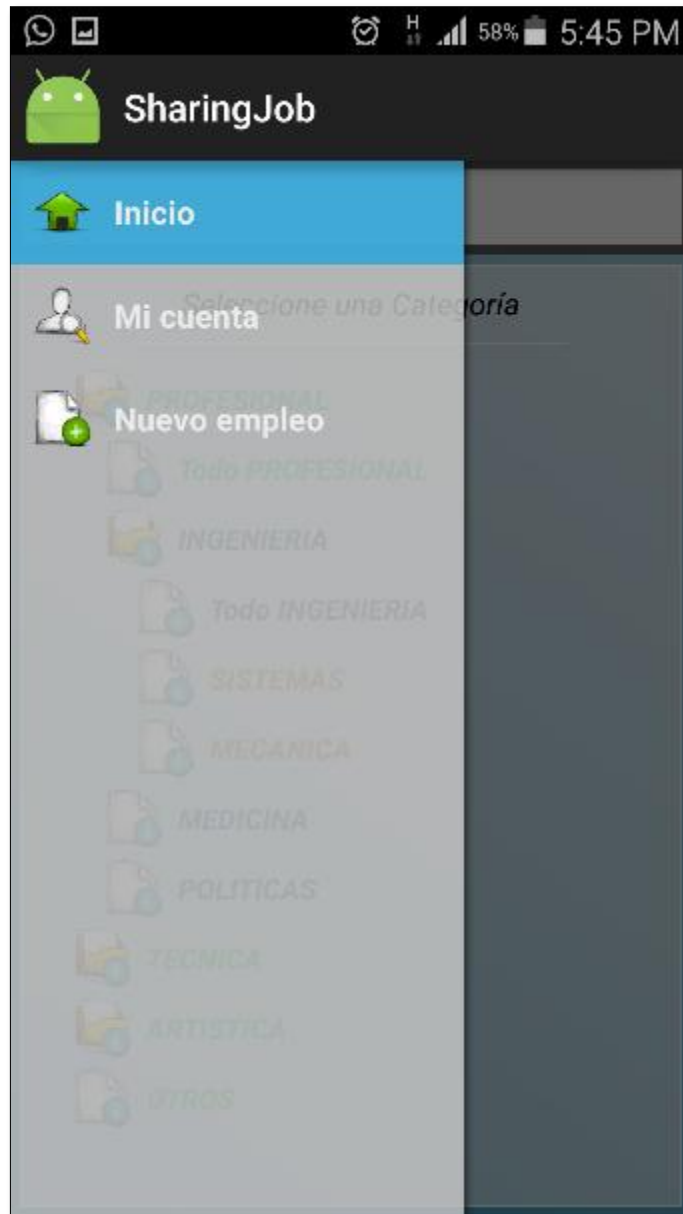 H 58% 5:45 PM
SharingJob
Inicio
Seleccione una Categoría
Mi cuenta
PROFESIONAL
Nuevo empleo
Todo PROFESIONAL
INGENIERIA
Todo INGENIERIA
SISTEMAS
MECANICA
MEDICINA
POLITICAS
TECNICA
ARTISTICA
OTROS